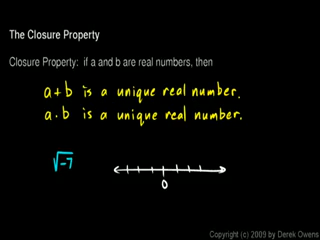 The Closure Property
Closure Property: if a and b are real numbers, then
a + b is a unique real number.
a · b is a unique real number.
√-7
0
Copyright (c) 2009 by Derek Owens